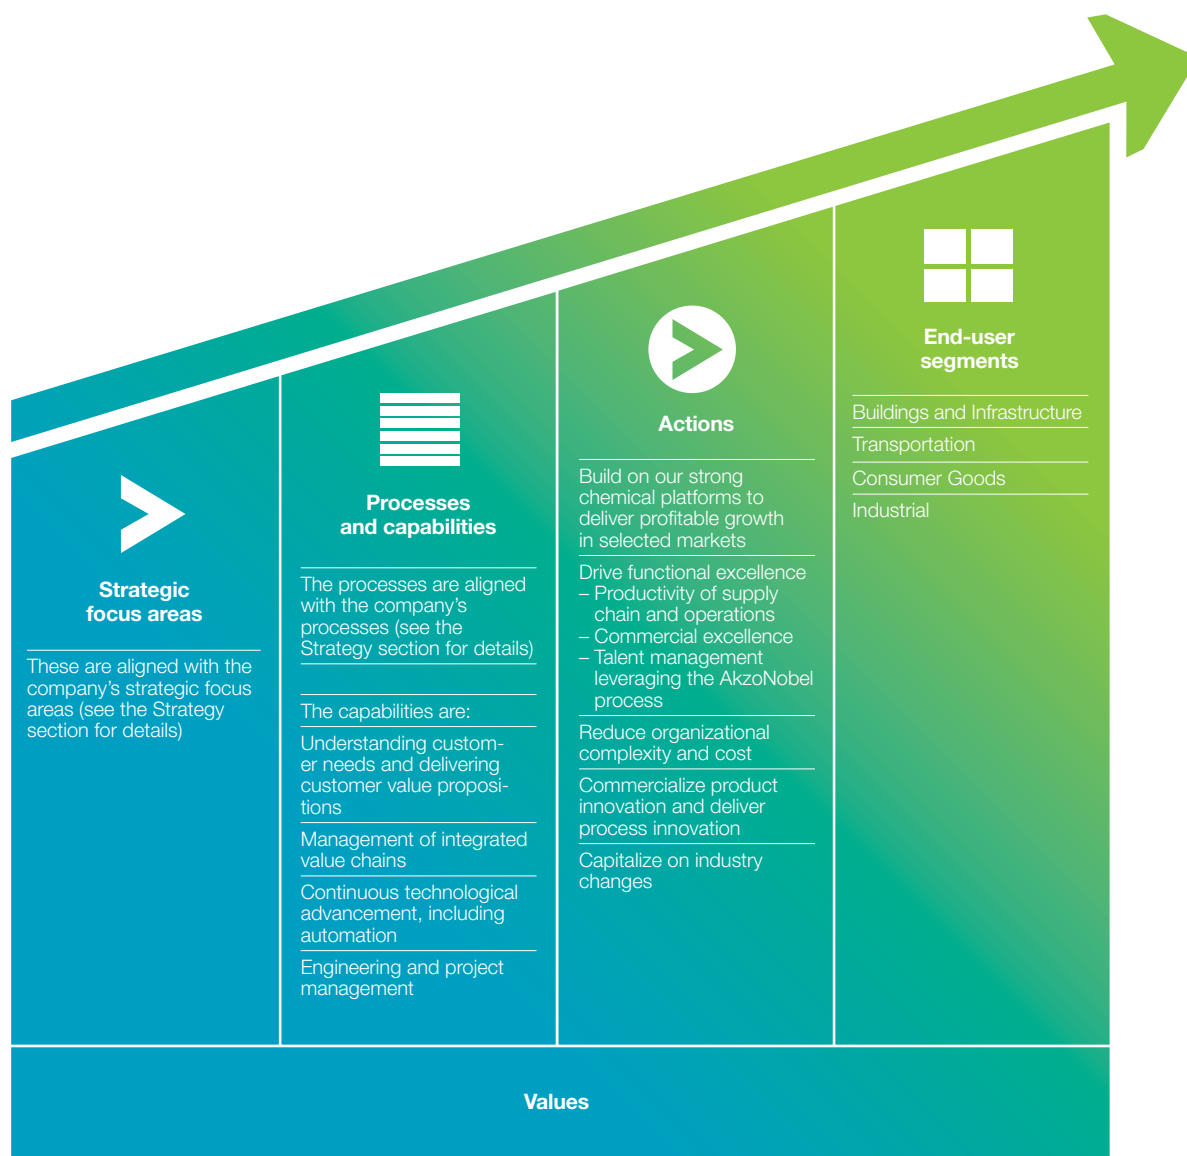 Strategic
focus areas
These are aligned with the
company's strategic focus
areas (see the Strategy
section for details)
Processes
and capabilities
The processes are aligned
with the company's
processes (see the
Strategy section for details)
The capabilities are:
Understanding custom-
er needs and delivering
customer value proposi-
tions
Management of integrated
value chains
Continuous technological
advancement, including
automation
Engineering and project
management
Actions
Build on our strong
chemical platforms to
deliver profitable growth
in selected markets
Drive functional excellence
– Productivity of supply
chain and operations
– Commercial excellence
– Talent management
leveraging the AkzoNobel
process
Reduce organizational
complexity and cost
Commercialize product
innovation and deliver
process innovation
Capitalize on industry
changes
End-user
segments
Buildings and Infrastructure
Transportation
Consumer Goods
Industrial
Values